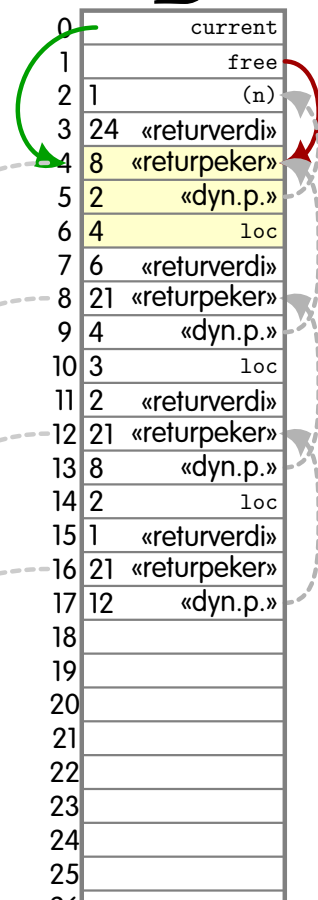 0 current
1 free
2 1 (n)
3 24 «returverdi»
4 8 «returpeker»
5 2 «dyn.p.»
6 4 loc
7 6 «returverdi»
8 21 «returpeker»
9 4 «dyn.p.»
10 3 loc
11 2 «returverdi»
12 21 «returpeker»
13 8 «dyn.p.»
14 2 loc
15 1 «returverdi»
16 21 «returpeker»
17 12 «dyn.p.»
18
19
20
21
22
23
24
25